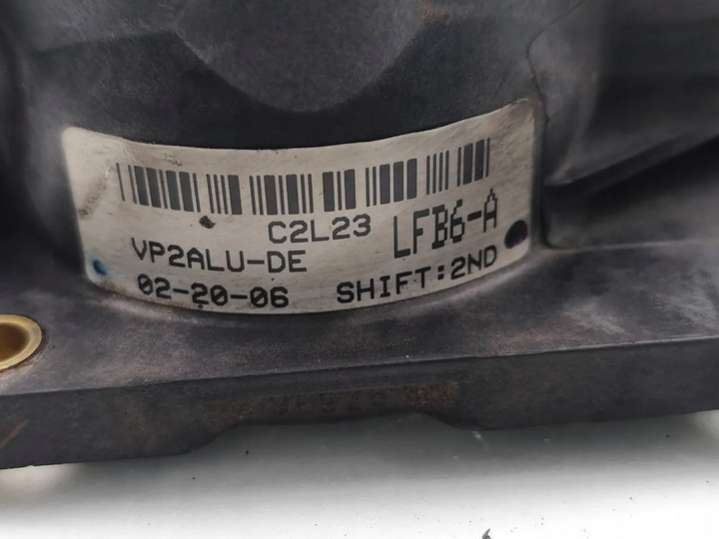 C2L23 LFB6-A
VP2ALU-DE
02-20-06 SHIFT:2ND